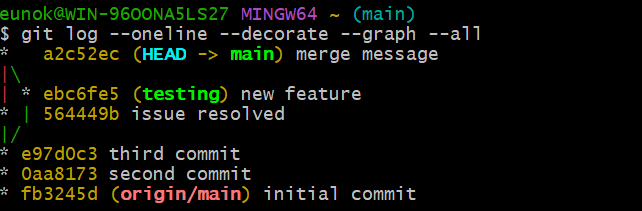 eunok@WIN-96OONA5LS27 MINGW64 ~ (main)
$ git log --oneline --decorate --graph --all
*   a2c52ec (HEAD -> main) merge message
|\
| * ebc6fe5 (testing) new feature
* | 564449b issue resolved
|/
* e97d0c3 third commit
* 0aa8173 second commit
* fb3245d (origin/main) initial commit